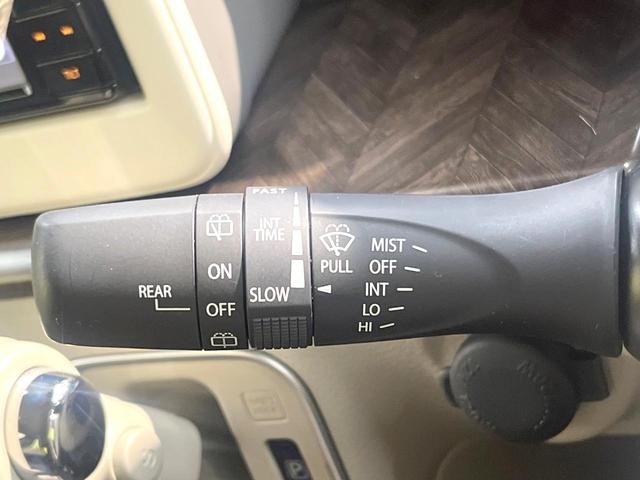 FAST
INT
TIME
SLOW
REAR
ON
OFF
PULL
MIST
OFF
INT
LO
HI
P